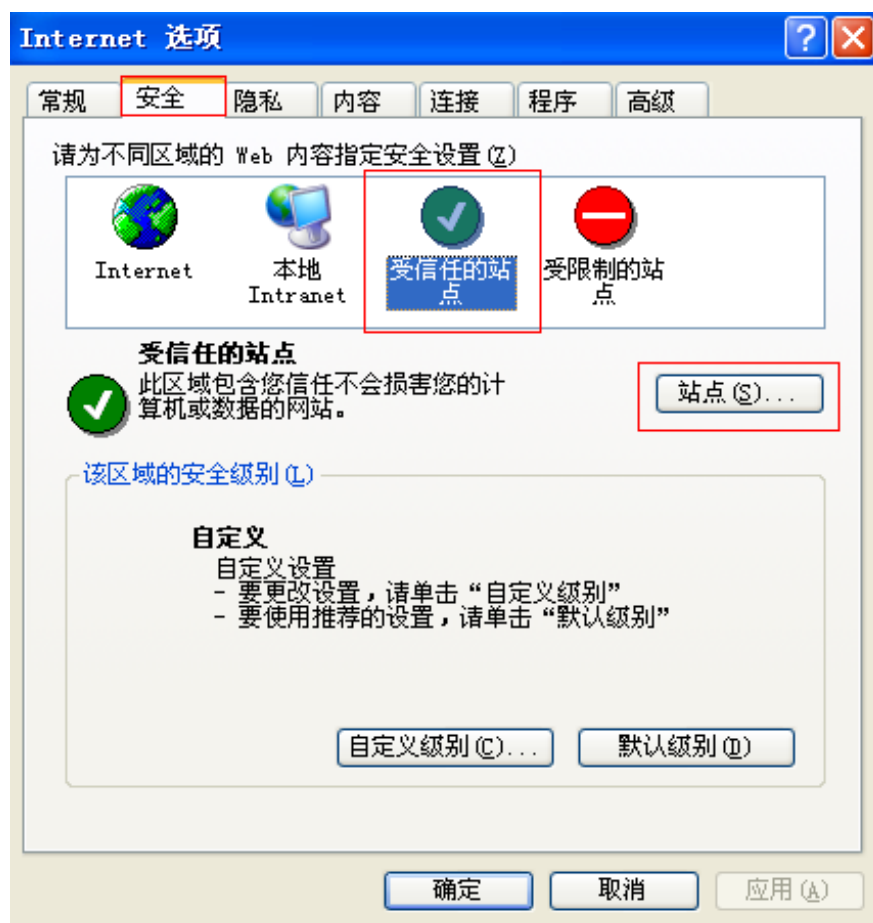 Internet 选项
常规 安全 隐私 内容 连接 程序 高级
请为不同区域的 Web 内容指定安全设置(Z)
Internet
本地
Intranet
受信任的站
点
受限制的站
点
受信任的站点
此区域包含您信任不会损害您的计
算机或数据的网站。
站点(S)...
该区域的安全级别(L)
自定义
自定义设置
- 要更改设置，请单击“自定义级别”
- 要使用推荐的设置，请单击“默认级别”
自定义级别(C)... 默认级别(D)
确定 取消 应用(A)